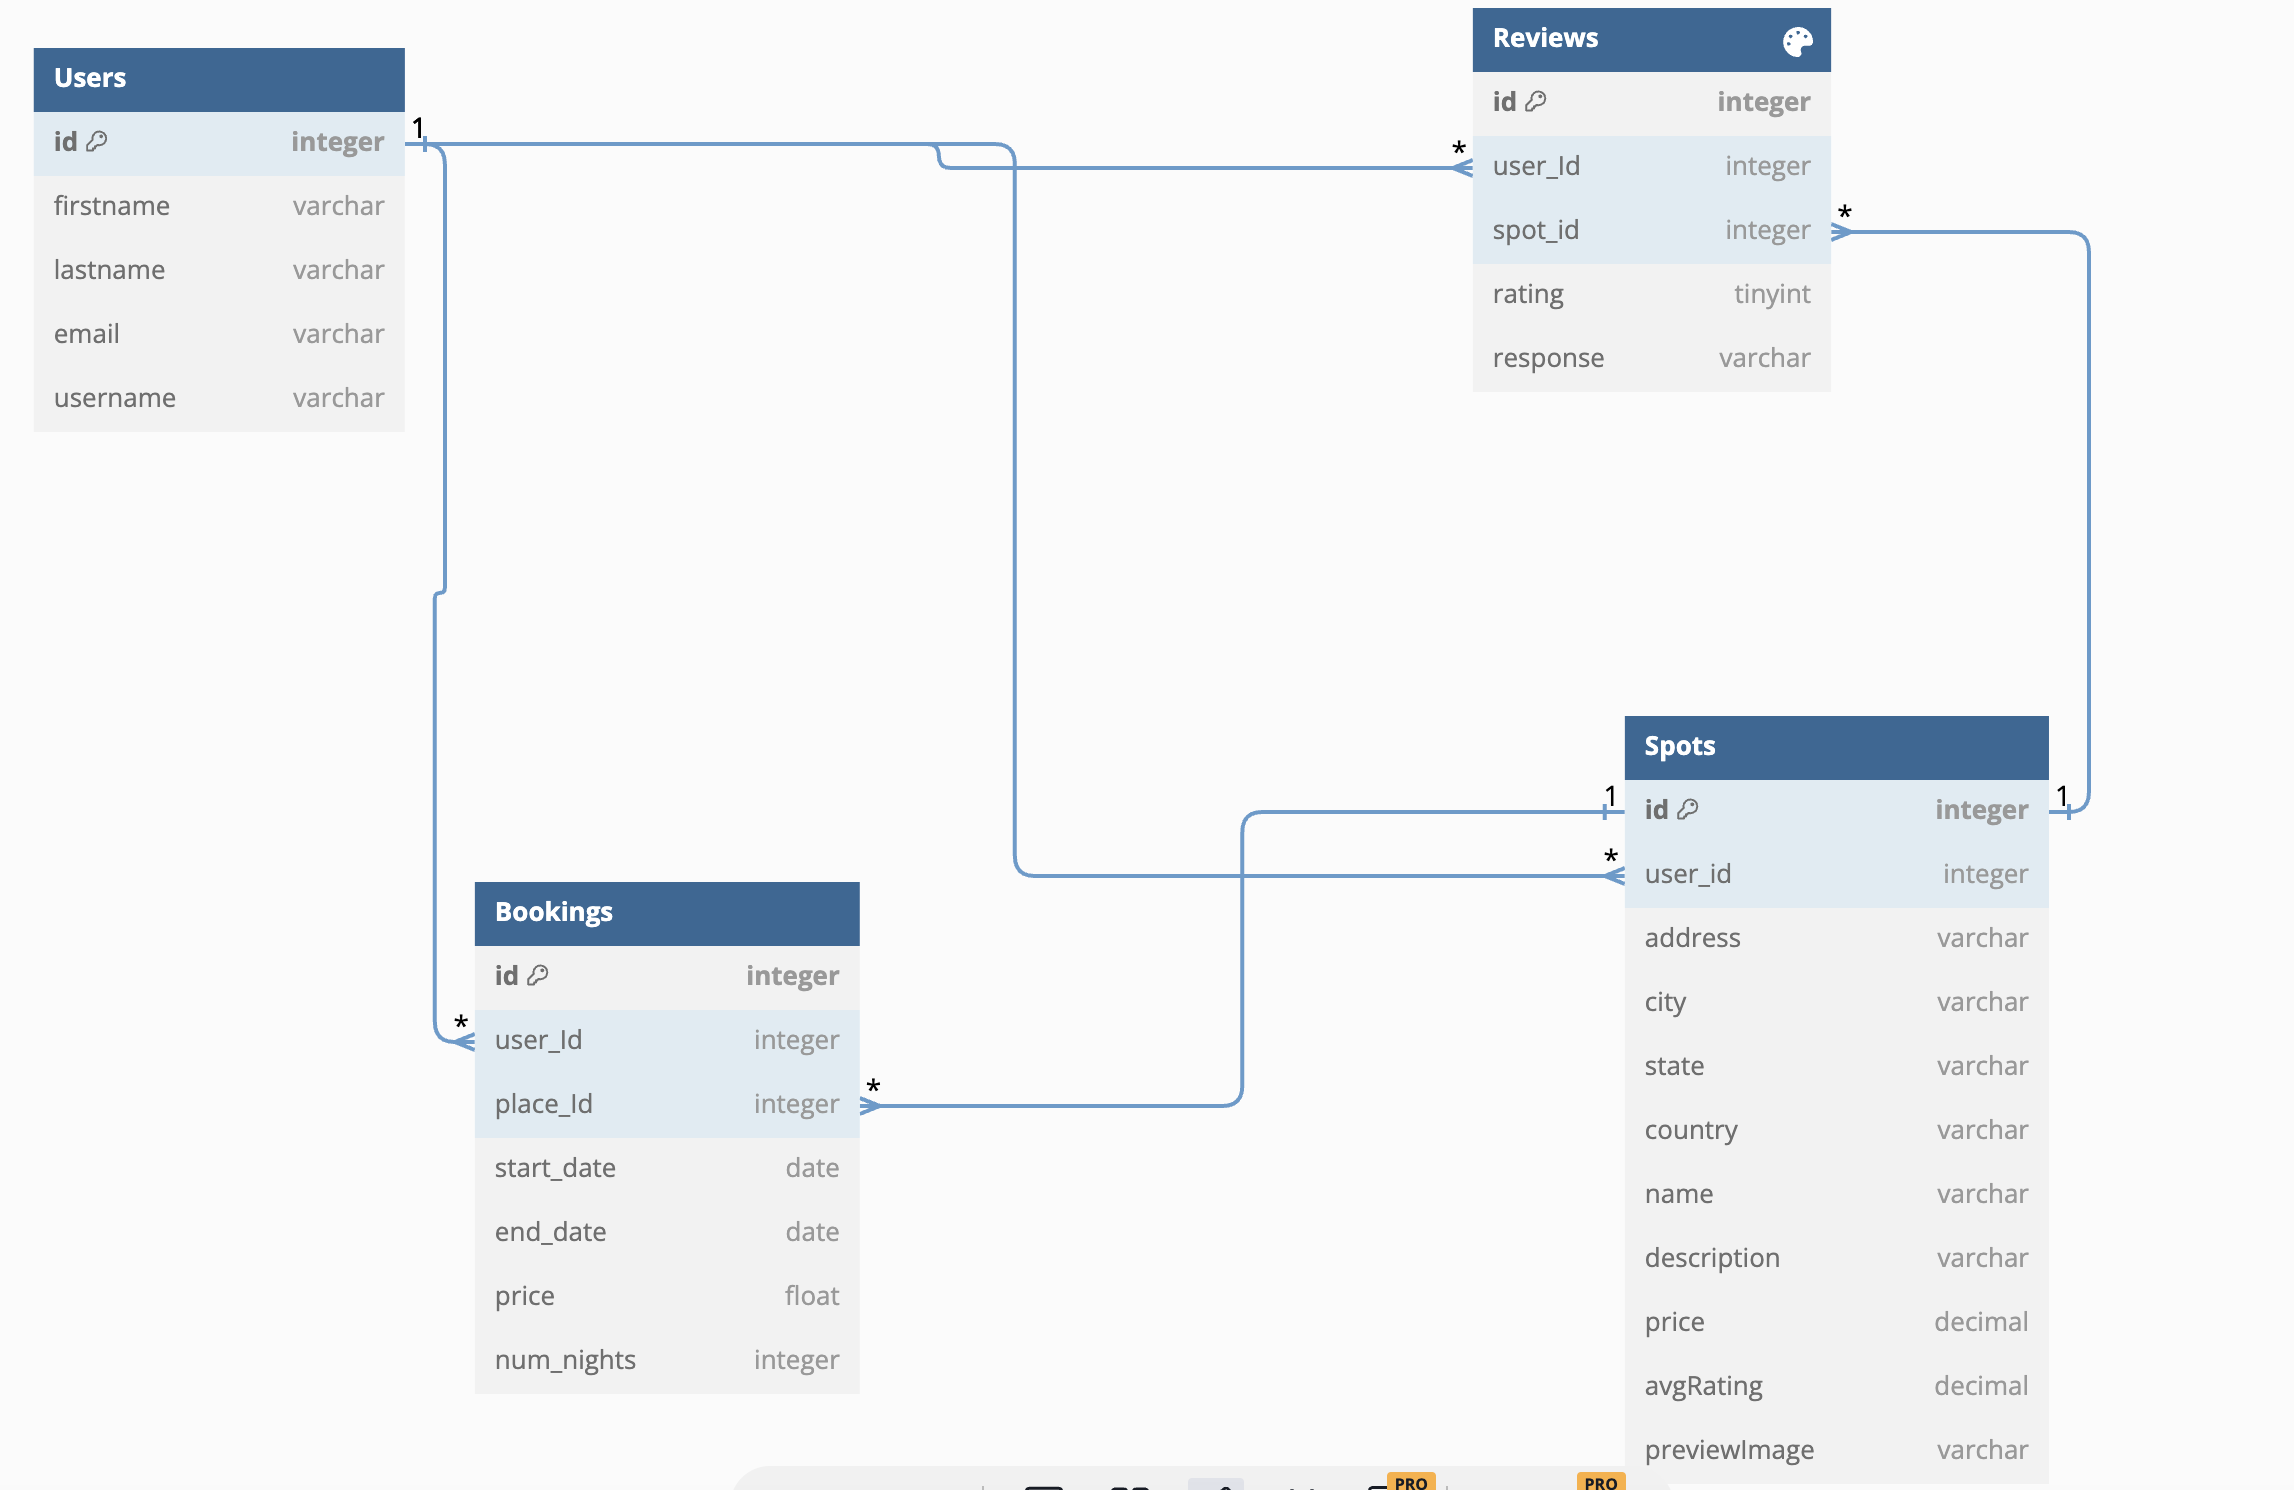 Users
id integer
firstname varchar
lastname varchar
email varchar
username varchar
1
Reviews
id integer
* user_Id integer
spot_id integer *
rating tinyint
response varchar
Spots
1 id integer 1
* user_id integer
address varchar
city varchar
state varchar
country varchar
name varchar
description varchar
price decimal
avgRating decimal
previewImage varchar
Bookings
id integer
* user_Id integer
place_Id integer *
start_date date
end_date date
price float
num_nights integer
PRO
PRO